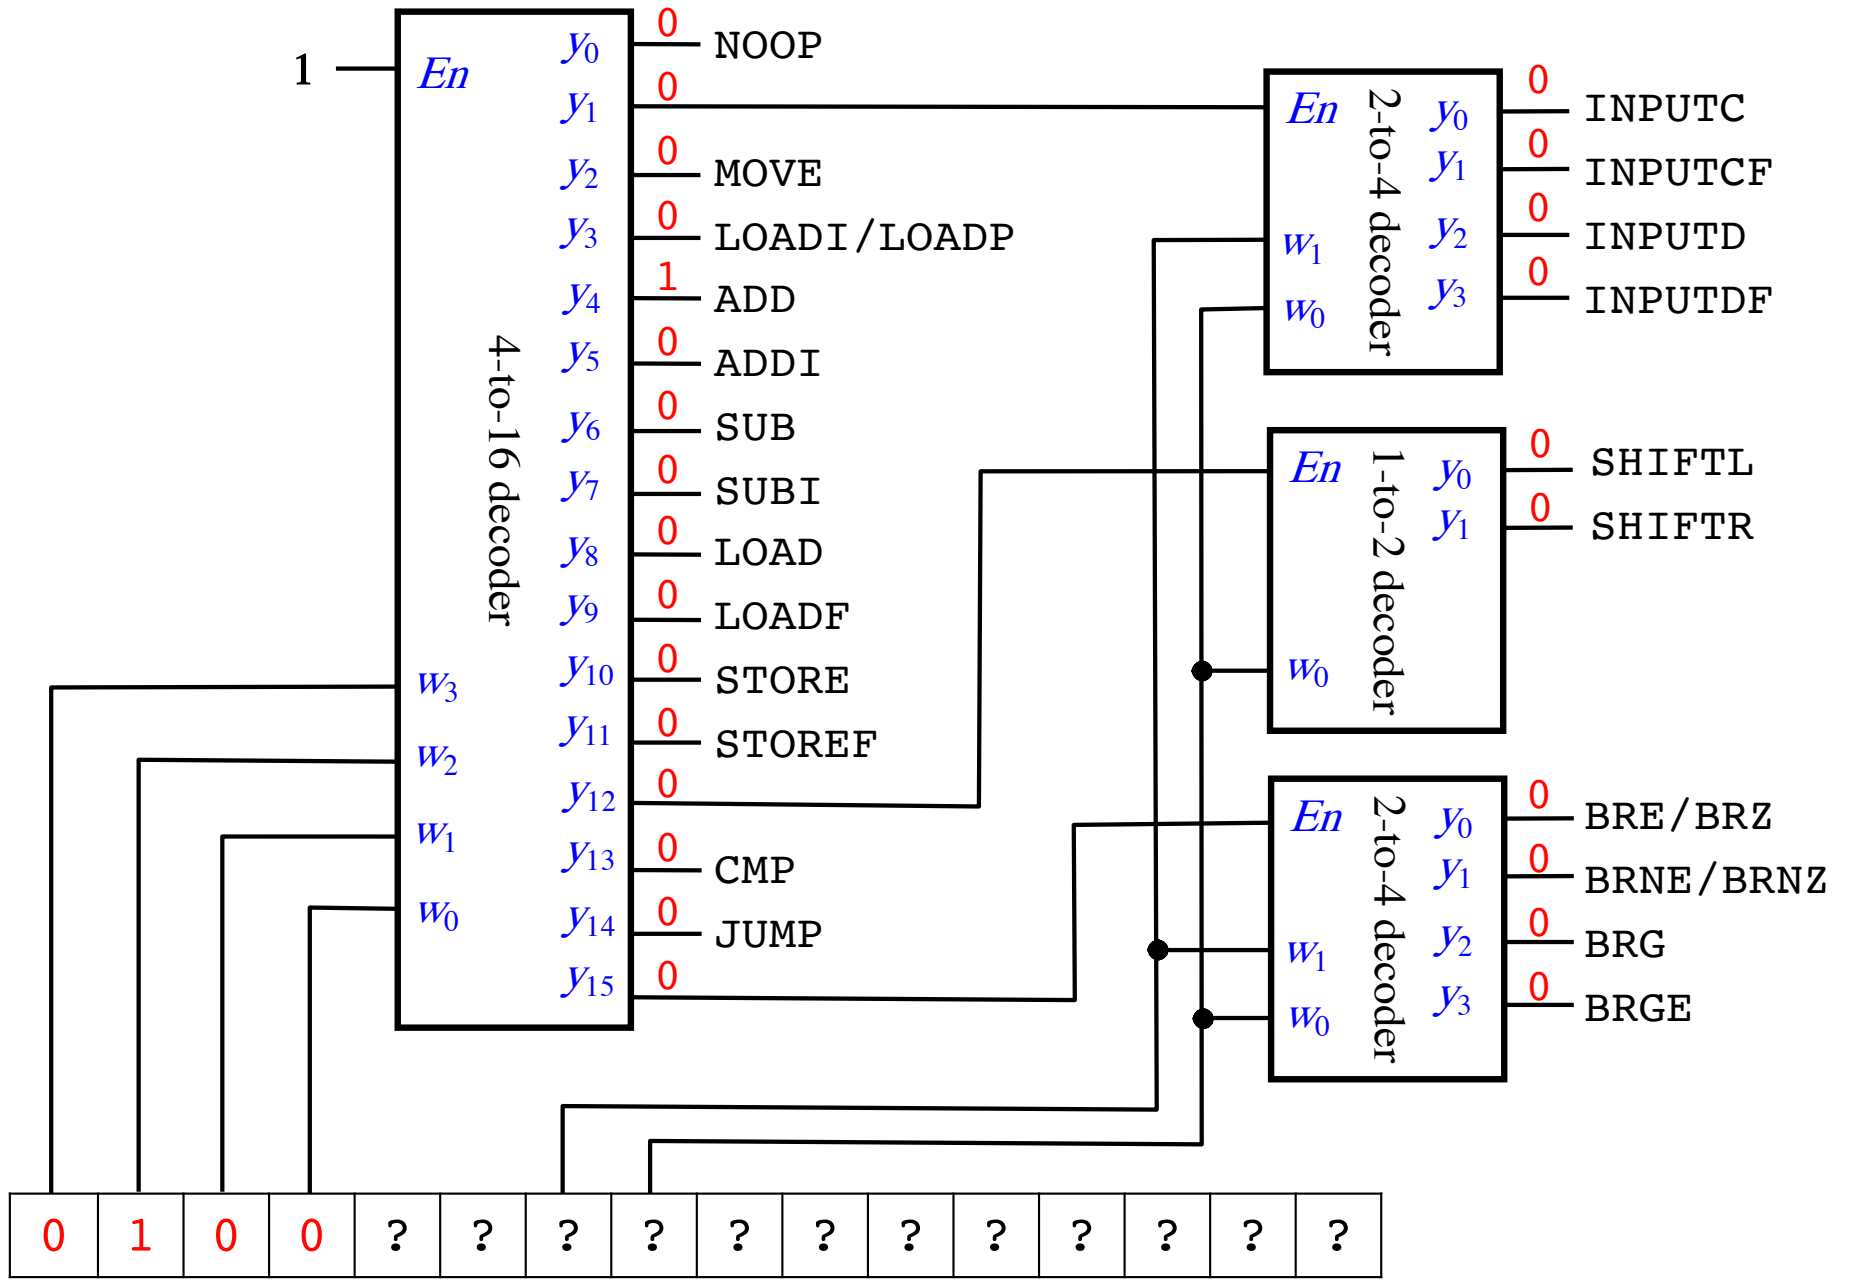 1
En
4-to-16 decoder
w3
w2
w1
w0
y0 0 NOOP
y1 0
y2 0 MOVE
y3 0 LOADI/LOADP
y4 1 ADD
y5 0 ADDI
y6 0 SUB
y7 0 SUBI
y8 0 LOAD
y9 0 LOADF
y10 0 STORE
y11 0 STOREF
y12 0
y13 0 CMP
y14 0 JUMP
y15 0
En
w1
w0
2-to-4 decoder
y0 0 INPUTC
y1 0 INPUTCF
y2 0 INPUTD
y3 0 INPUTDF
En
w0
1-to-2 decoder
y0 0 SHIFTL
y1 0 SHIFTR
En
w1
w0
2-to-4 decoder
y0 0 BRE/BRZ
y1 0 BRNE/BRNZ
y2 0 BRG
y3 0 BRGE
0 1 0 0 ? ? ? ? ? ? ? ? ? ? ? ?